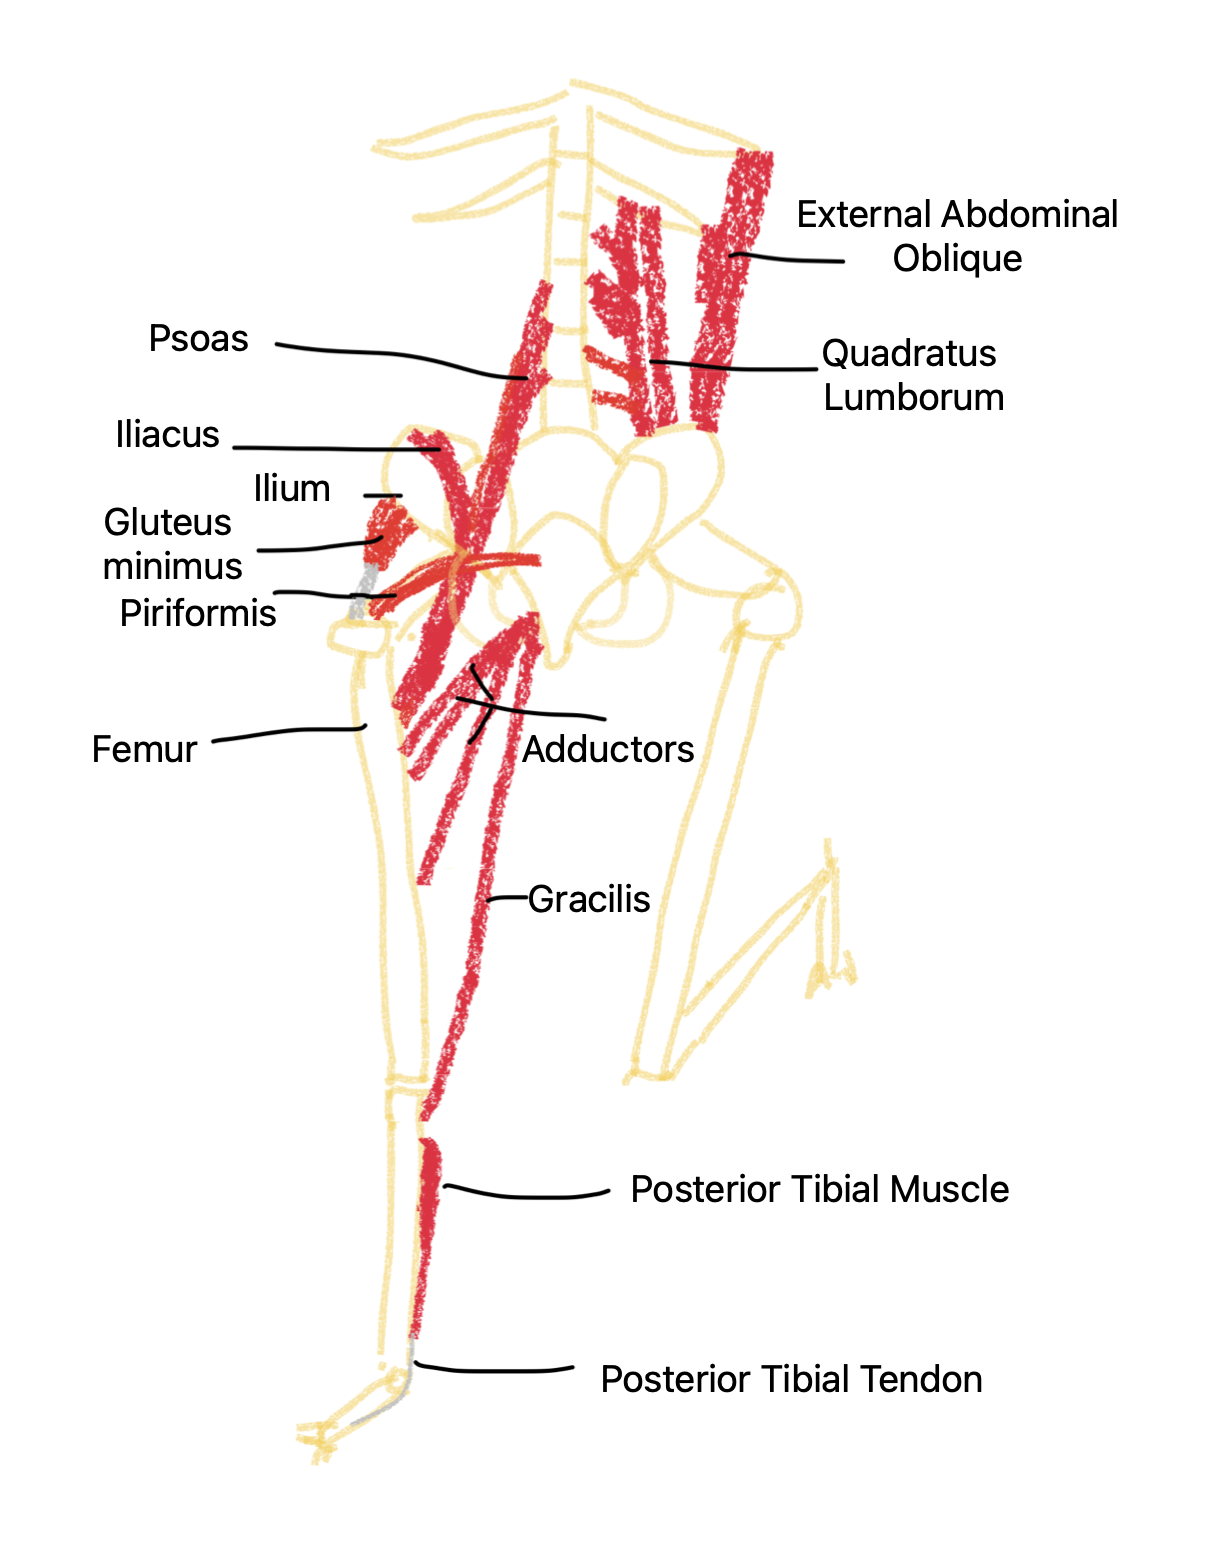 External Abdominal
Oblique
Psoas
Quadratus
Lumborum
Iliacus
Ilium
Gluteus
minimus
Piriformis
Femur
Adductors
Gracilis
Posterior Tibial Muscle
Posterior Tibial Tendon